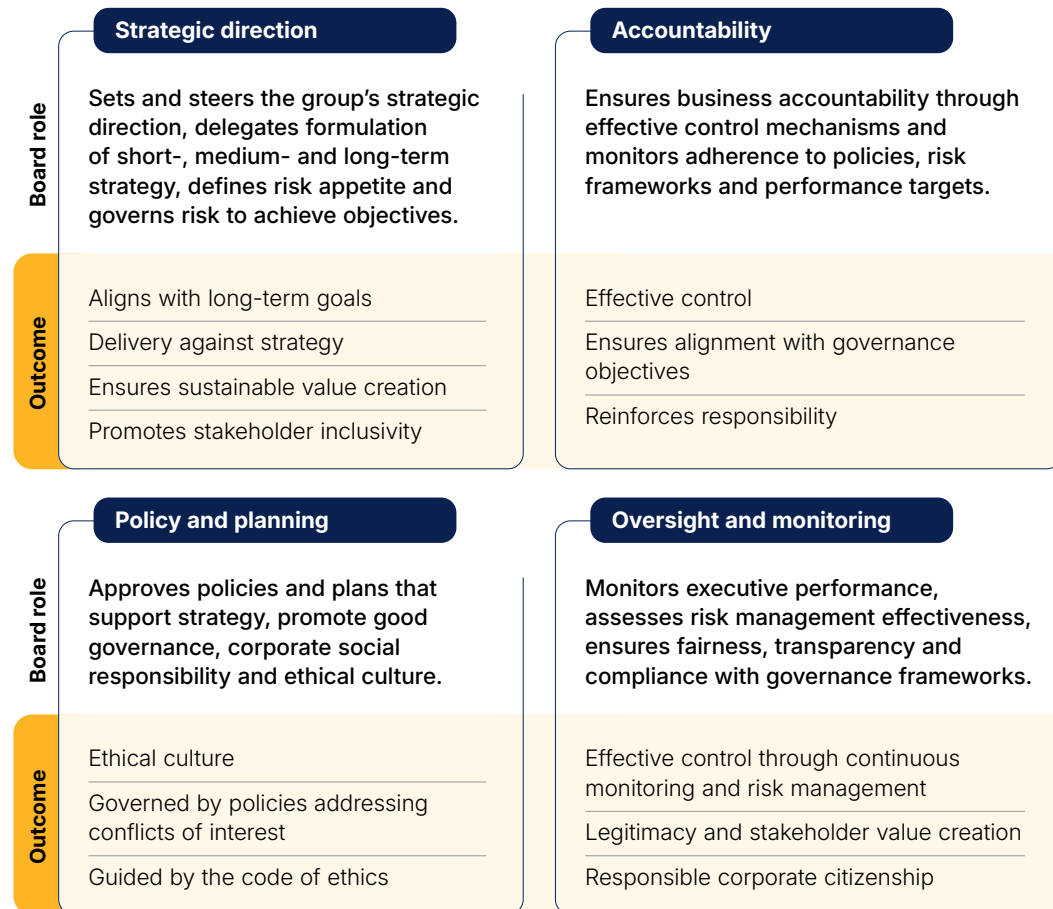 Strategic direction
Board role
Sets and steers the group's strategic
direction, delegates formulation
of short-, medium- and long-term
strategy, defines risk appetite and
governs risk to achieve objectives.
Outcome
Aligns with long-term goals
Delivery against strategy
Ensures sustainable value creation
Promotes stakeholder inclusivity
Accountability
Ensures business accountability through
effective control mechanisms and
monitors adherence to policies, risk
frameworks and performance targets.
Effective control
Ensures alignment with governance
objectives
Reinforces responsibility
Policy and planning
Board role
Approves policies and plans that
support strategy, promote good
governance, corporate social
responsibility and ethical culture.
Outcome
Ethical culture
Governed by policies addressing
conflicts of interest
Guided by the code of ethics
Oversight and monitoring
Monitors executive performance,
assesses risk management effectiveness,
ensures fairness, transparency and
compliance with governance frameworks.
Effective control through continuous
monitoring and risk management
Legitimacy and stakeholder value creation
Responsible corporate citizenship